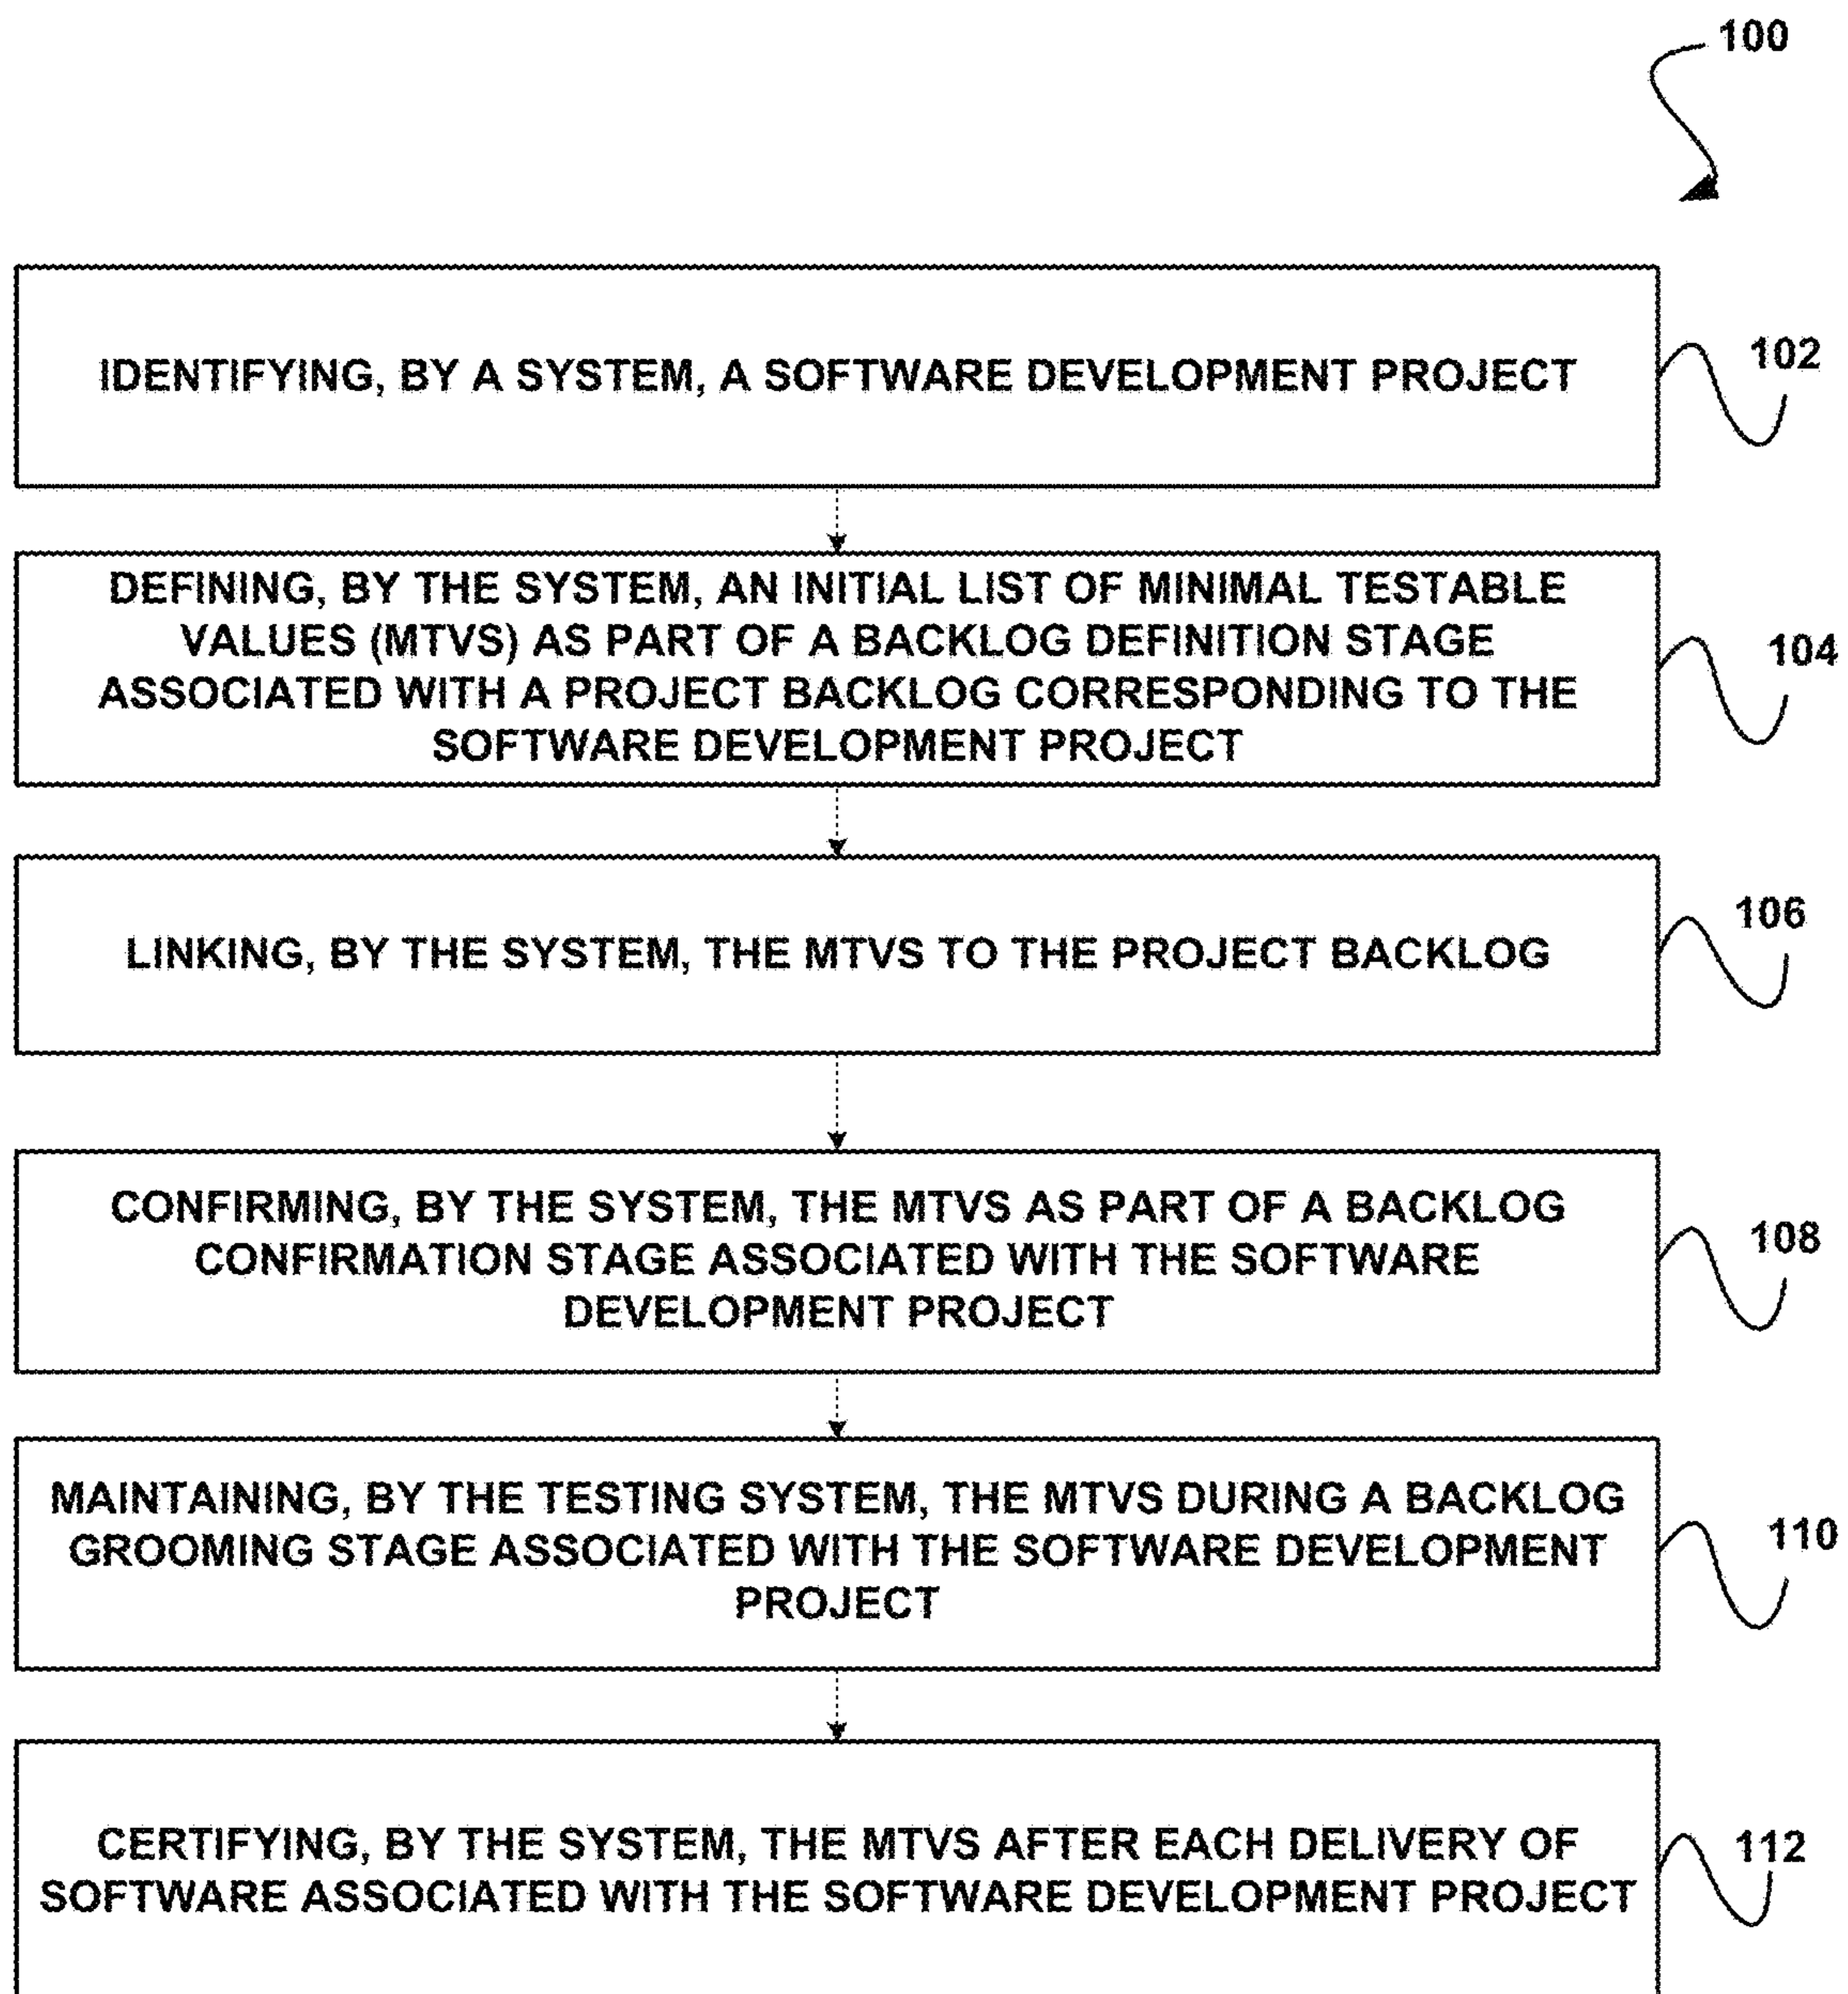 100
IDENTIFYING, BY A SYSTEM, A SOFTWARE DEVELOPMENT PROJECT
102
DEFINING, BY THE SYSTEM, AN INITIAL LIST OF MINIMAL TESTABLE
VALUES (MTVS) AS PART OF A BACKLOG DEFINITION STAGE
ASSOCIATED WITH A PROJECT BACKLOG CORRESPONDING TO THE
SOFTWARE DEVELOPMENT PROJECT
104
LINKING, BY THE SYSTEM, THE MTVS TO THE PROJECT BACKLOG
106
CONFIRMING, BY THE SYSTEM, THE MTVS AS PART OF A BACKLOG
CONFIRMATION STAGE ASSOCIATED WITH THE SOFTWARE
DEVELOPMENT PROJECT
108
MAINTAINING, BY THE TESTING SYSTEM, THE MTVS DURING A BACKLOG
GROOMING STAGE ASSOCIATED WITH THE SOFTWARE DEVELOPMENT
PROJECT
110
CERTIFYING, BY THE SYSTEM, THE MTVS AFTER EACH DELIVERY OF
SOFTWARE ASSOCIATED WITH THE SOFTWARE DEVELOPMENT PROJECT
112